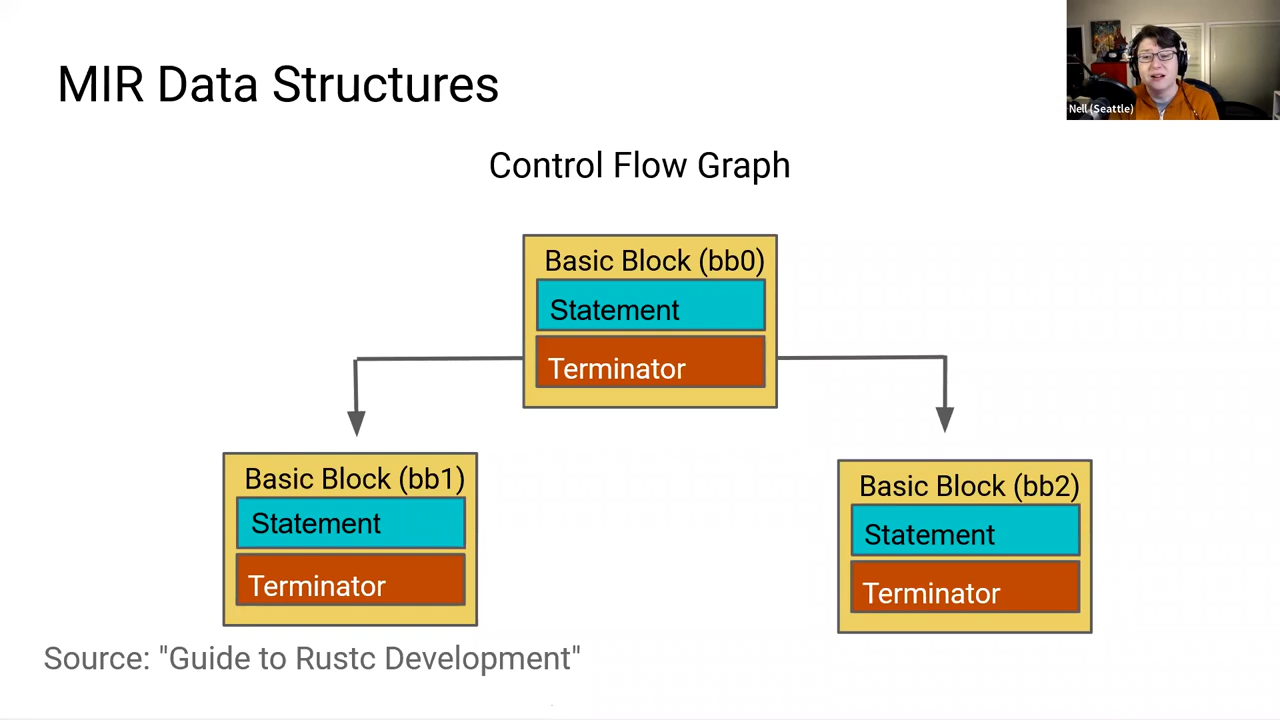 MIR Data Structures
Nell (Seattle)
Control Flow Graph
Basic Block (bb0)
Statement
Terminator
Basic Block (bb1)
Statement
Terminator
Basic Block (bb2)
Statement
Terminator
Source: "Guide to Rustc Development"